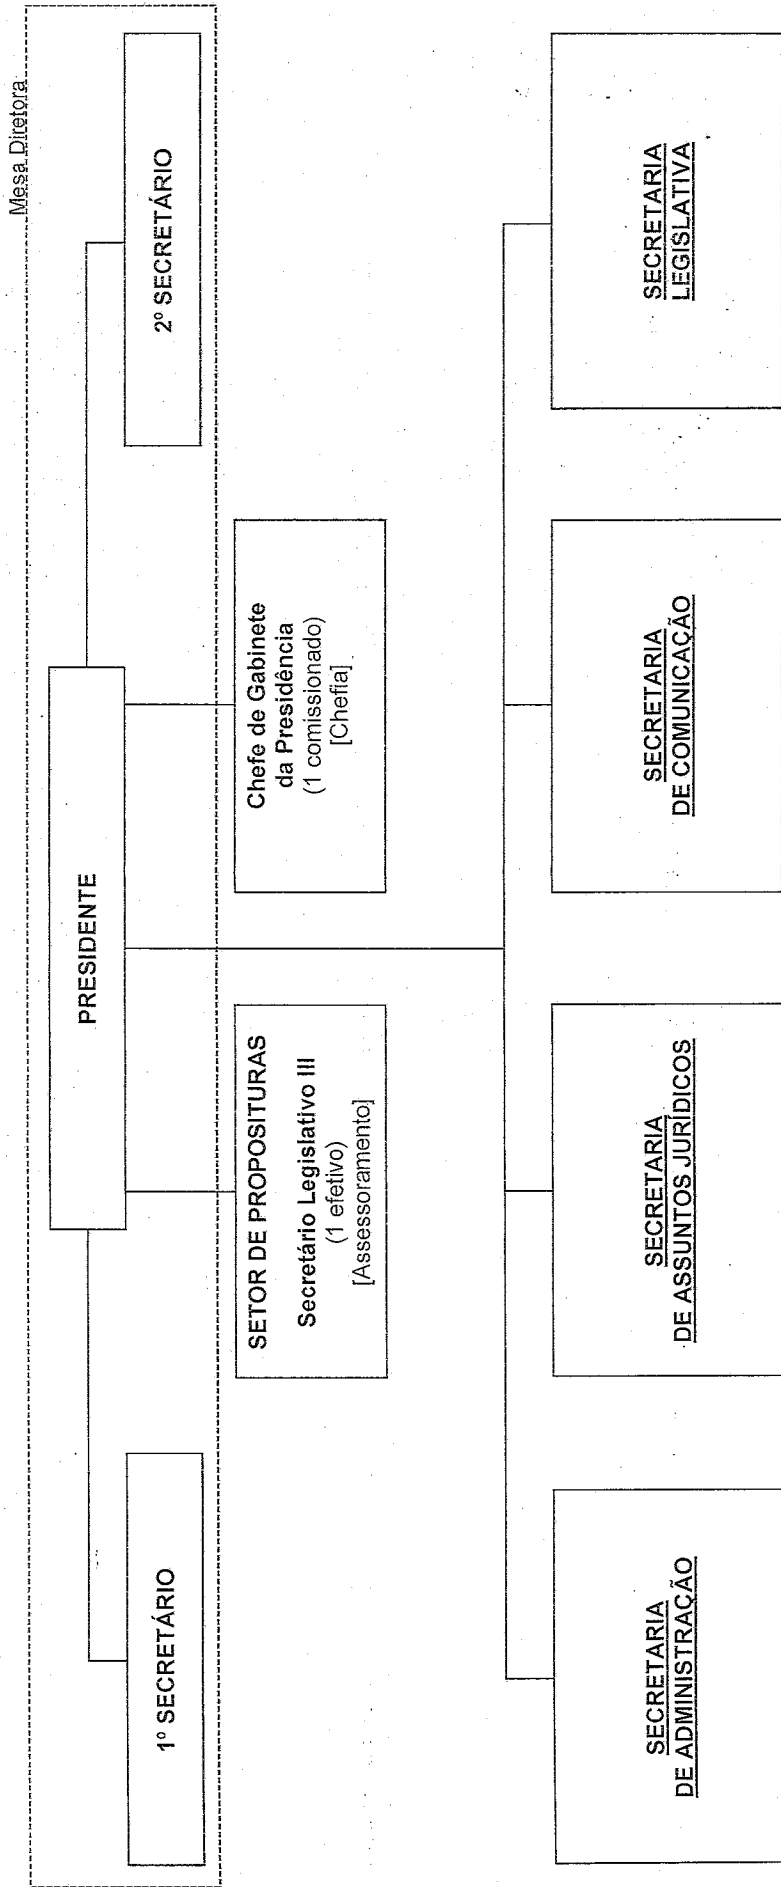 Mesa Diretora
PRESIDENTE
1º SECRETÁRIO
2º SECRETÁRIO
SETOR DE PROPOSITURAS
Secretário Legislativo III
(1 efetivo)
[Assessoramento]
Chefe de Gabinete
da Presidência
(1 comissionado)
[Chefia]
SECRETARIA
DE ADMINISTRAÇÃO
SECRETARIA
DE ASSUNTOS JURÍDICOS
SECRETARIA
DE COMUNICAÇÃO
SECRETARIA
LEGISLATIVA